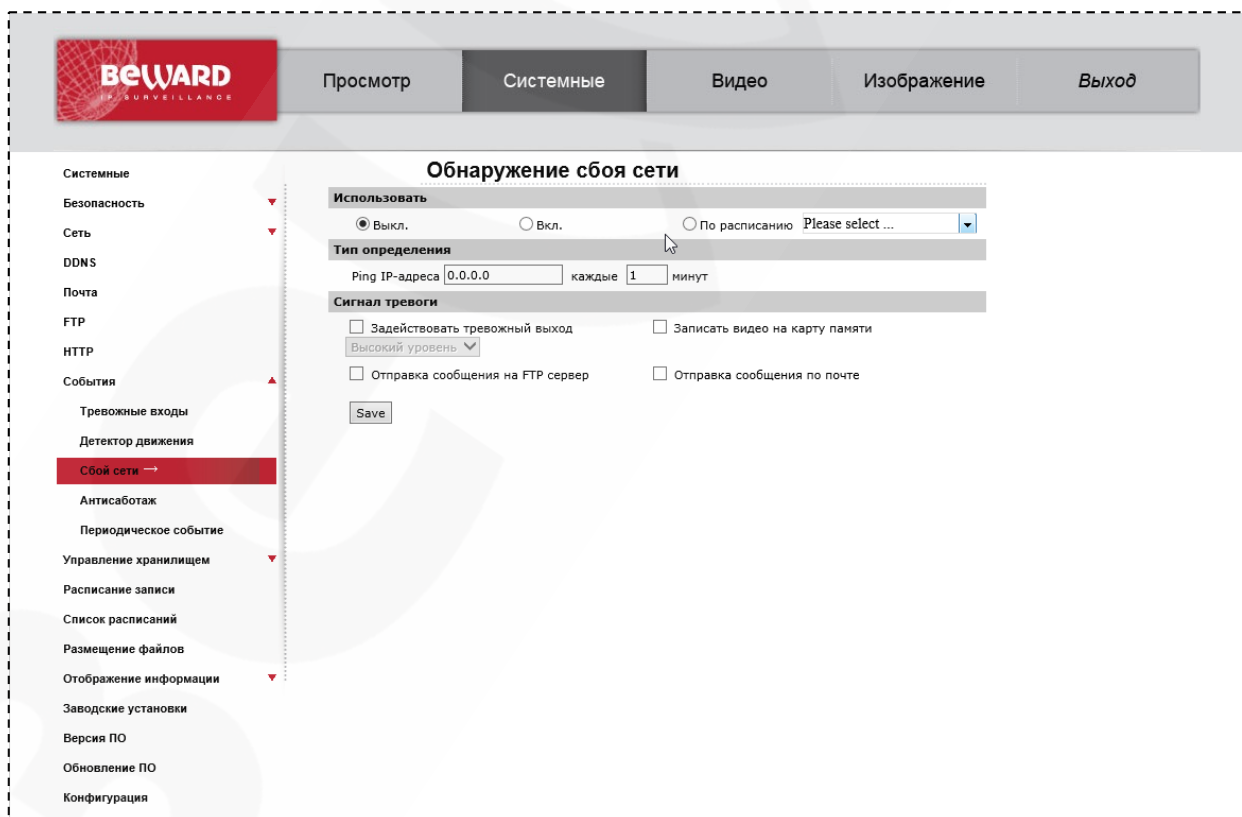 BEWARD
IP SURVEILLANCE
Просмотр
Системные
Видео
Изображение
Выход
Системные
Безопасность
Сеть
DDNS
Почта
FTP
HTTP
События
Тревожные входы
Детектор движения
Сбой сети →
Антисаботаж
Периодическое событие
Управление хранилищем
Расписание записи
Список расписаний
Размещение файлов
Отображение информации
Заводские установки
Версия ПО
Обновление ПО
Конфигурация
Обнаружение сбоя сети
Использовать
Выкл. Вкл. По расписанию Please select ...
Тип определения
Ping IP-адреса 0.0.0.0 каждые 1 минут
Сигнал тревоги
Задействовать тревожный выход Записать видео на карту памяти
Высокий уровень
Отправка сообщения на FTP сервер Отправка сообщения по почте
Save